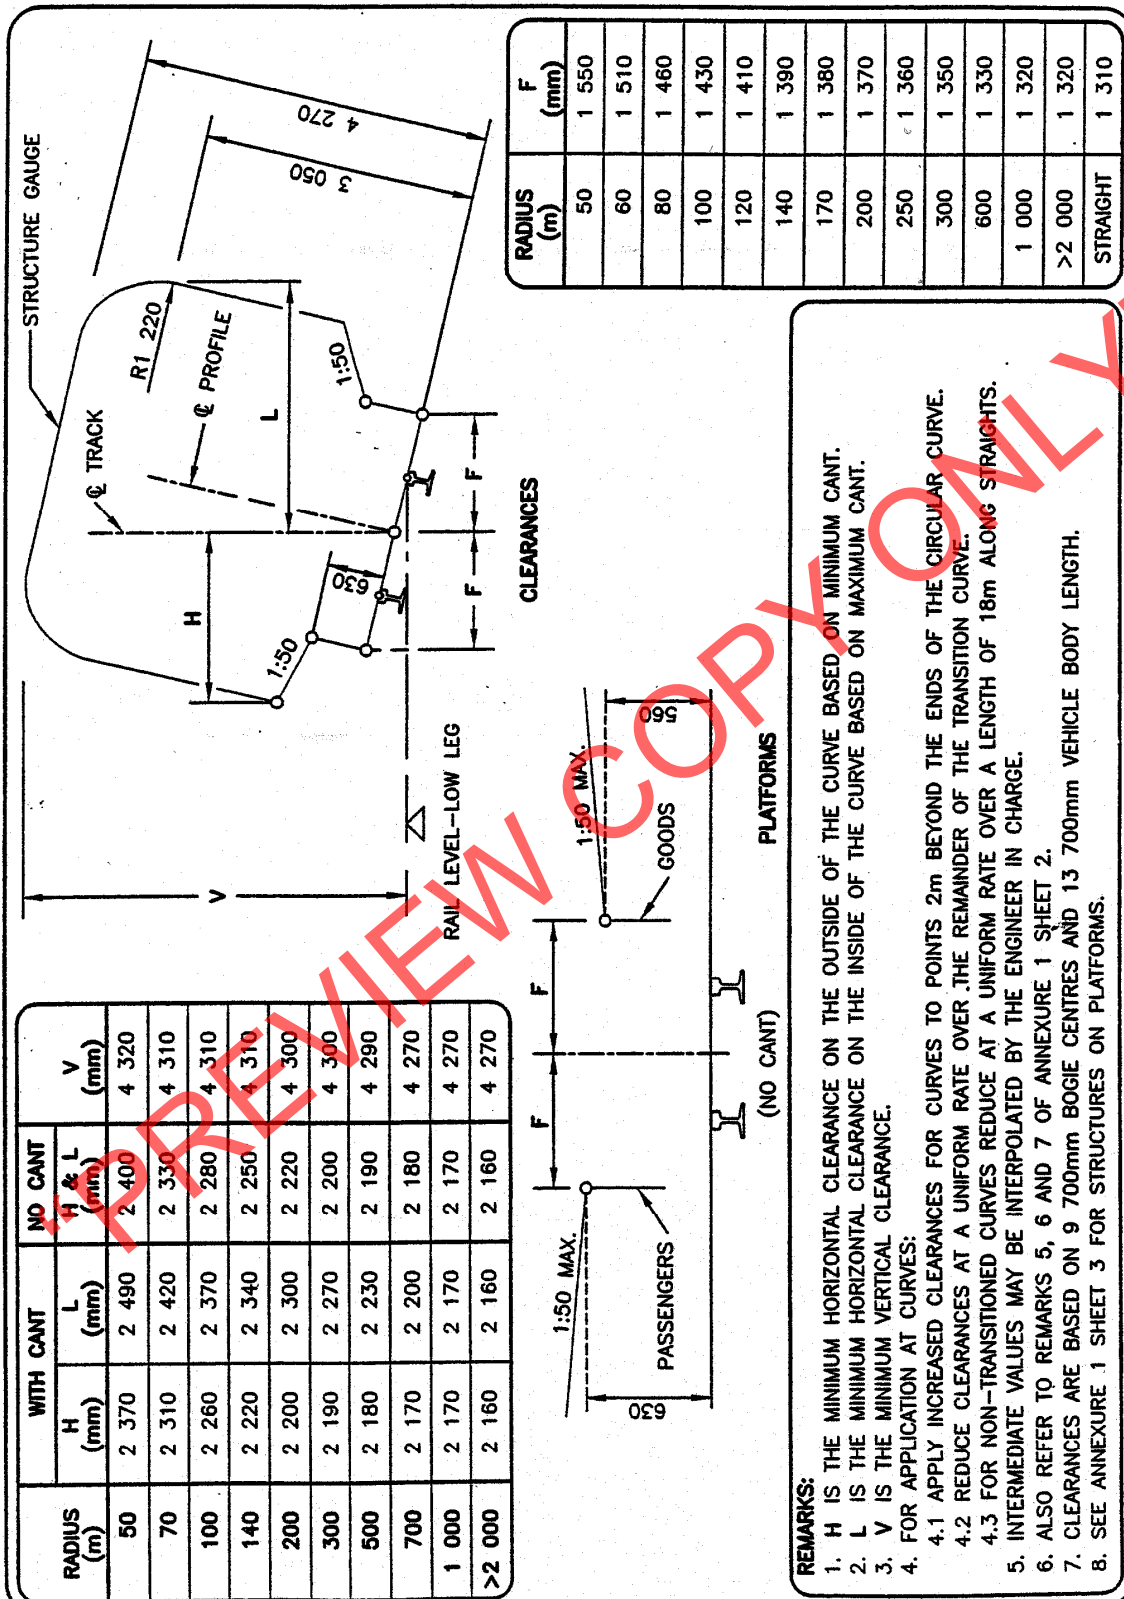 WITH CANT
NO CANT
RADIUS (m)
H (mm)
L (mm)
H & L (mm)
V (mm)
50 2 370 2 490 2 400 4 320
70 2 310 2 420 2 330 4 310
100 2 260 2 370 2 280 4 310
140 2 220 2 340 2 250 4 310
200 2 200 2 300 2 220 4 300
300 2 190 2 270 2 200 4 300
500 2 180 2 230 2 190 4 290
700 2 170 2 200 2 180 4 270
1 000 2 170 2 170 2 170 4 270
>2 000 2 160 2 160 2 160 4 270
STRUCTURE GAUGE
℄ TRACK
R1 220
℄ PROFILE
4 270
3 050
H
L
V
1:50
1:50
630
F
F
RAIL LEVEL-LOW LEG
CLEARANCES
RADIUS (m) F (mm)
50 1 550
60 1 510
80 1 460
100 1 430
120 1 410
140 1 390
170 1 380
200 1 370
250 1 360
300 1 350
600 1 330
1 000 1 320
>2 000 1 320
STRAIGHT 1 310
1:50 MAX.
F
F
1:50 MAX.
630
PASSENGERS
GOODS
560
(NO CANT)
PLATFORMS
REMARKS:
1. H IS THE MINIMUM HORIZONTAL CLEARANCE ON THE OUTSIDE OF THE CURVE BASED ON MINIMUM CANT.
2. L IS THE MINIMUM HORIZONTAL CLEARANCE ON THE INSIDE OF THE CURVE BASED ON MAXIMUM CANT.
3. V IS THE MINIMUM VERTICAL CLEARANCE.
4. FOR APPLICATION AT CURVES:
4.1 APPLY INCREASED CLEARANCES FOR CURVES TO POINTS 2m BEYOND THE ENDS OF THE CIRCULAR CURVE.
4.2 REDUCE CLEARANCES AT A UNIFORM RATE OVER THE REMAINDER OF THE TRANSITION CURVE.
4.3 FOR NON-TRANSITIONED CURVES REDUCE AT A UNIFORM RATE OVER A LENGTH OF 18m ALONG STRAIGHTS.
5. INTERMEDIATE VALUES MAY BE INTERPOLATED BY THE ENGINEER IN CHARGE.
6. ALSO REFER TO REMARKS 5, 6 AND 7 OF ANNEXURE 1 SHEET 2.
7. CLEARANCES ARE BASED ON 9 700mm BOGIE CENTRES AND 13 700mm VEHICLE BODY LENGTH.
8. SEE ANNEXURE 1 SHEET 3 FOR STRUCTURES ON PLATFORMS.
"PREVIEW COPY ONLY